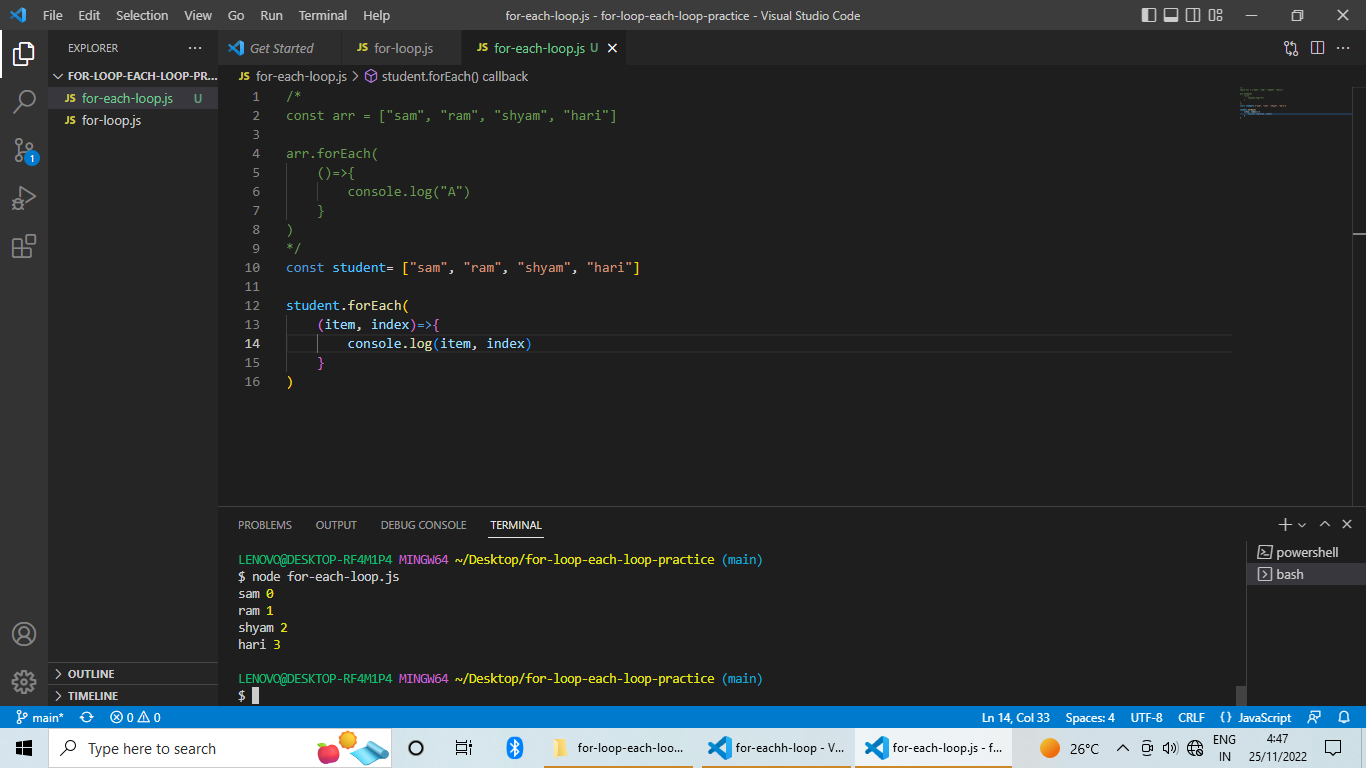 File Edit Selection View Go Run Terminal Help
for-each-loop.js - for-loop-each-loop-practice - Visual Studio Code
EXPLORER
FOR-LOOP-EACH-LOOP-PR...
JS for-each-loop.js U
JS for-loop.js
OUTLINE
TIMELINE
1
Get Started
JS for-loop.js
JS for-each-loop.js U
JS for-each-loop.js > student.forEach() callback
1 /*
2 const arr = ["sam", "ram", "shyam", "hari"]
3
4 arr.forEach(
5 ()=>{
6 console.log("A")
7 }
8 )
9 */
10 const student= ["sam", "ram", "shyam", "hari"]
11
12 student.forEach(
13 (item, index)=>{
14 console.log(item, index)
15 }
16 )
PROBLEMS OUTPUT DEBUG CONSOLE TERMINAL
LENOVO@DESKTOP-RF4M1P4 MINGW64 ~/Desktop/for-loop-each-loop-practice (main)
$ node for-each-loop.js
sam 0
ram 1
shyam 2
hari 3
LENOVO@DESKTOP-RF4M1P4 MINGW64 ~/Desktop/for-loop-each-loop-practice (main)
$
powershell
bash
main* 0 0
Ln 14, Col 33 Spaces: 4 UTF-8 CRLF {} JavaScript
Type here to search
for-loop-each-loo...
for-eachh-loop - V...
for-each-loop.js - f...
26°C
ENG
IN
4:47
25/11/2022